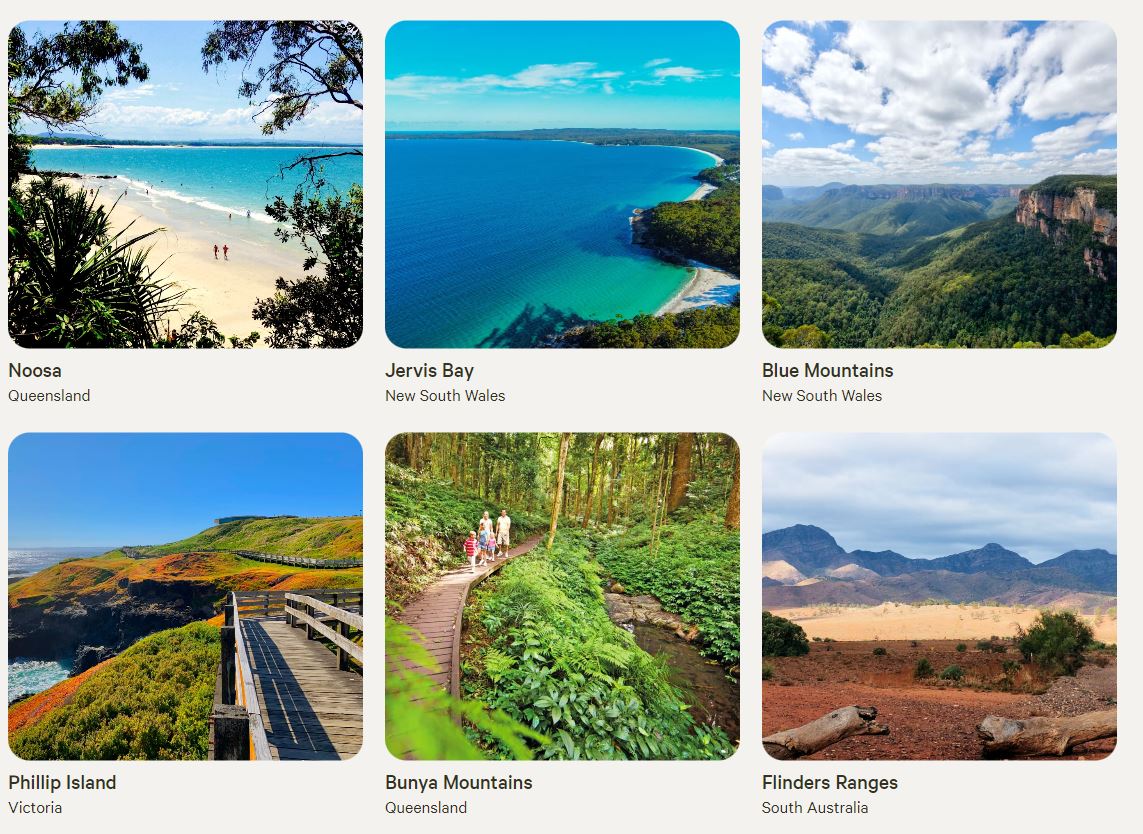 Noosa
Queensland
Jervis Bay
New South Wales
Blue Mountains
New South Wales
Phillip Island
Victoria
Bunya Mountains
Queensland
Flinders Ranges
South Australia